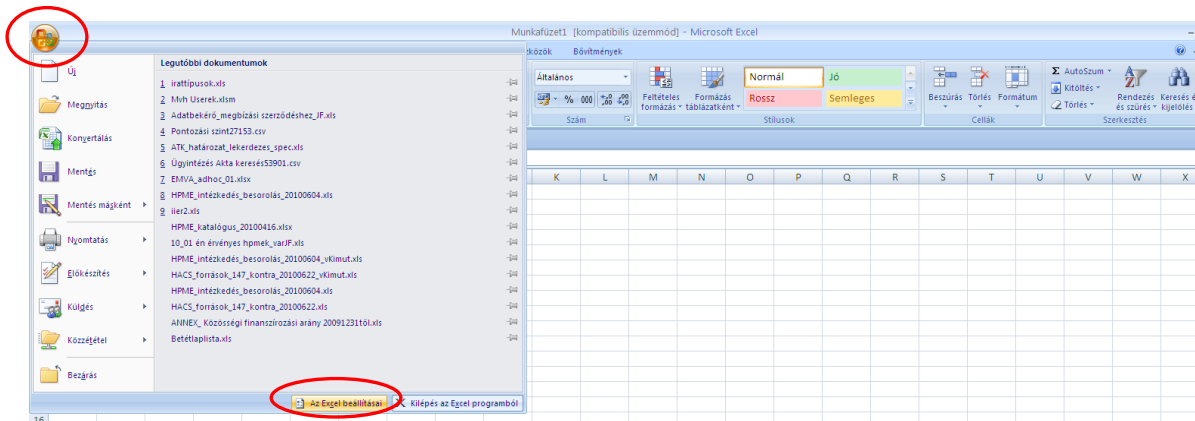 Munkafüzet1 [kompatibilis üzemmód] - Microsoft Excel
Bővítmények
Új
Megnyitás
Konvertálás
Mentés
Mentés másként
Nyomtatás
Előkészítés
Küldés
Közzététel
Bezárás
Legutóbbi dokumentumok
1 irattípusok.xls
2 Mvh Userek.xlsm
3 Adatbekérő_megbízási szerződéshez_JF.xls
4 Pontozási szint27153.csv
5 ATK_határozat_lekerdezes_spec.xls
6 Ügyintézés Akta keresés53901.csv
7 EMVA_adhoc_01.xlsx
8 HPME_intézkedés_besorolás_20100604.xls
9 iier2.xls
HPME_katalógus_20100416.xlsx
10_01 én érvényes hpmek_varJF.xls
HPME_intézkedés_besorolás_20100604_vKimut.xls
HACS_források_147_kontra_20100622_vKimut.xls
HPME_intézkedés_besorolás_20100604.xls
HACS_források_147_kontra_20100622.xls
ANNEX_ Közösségi finanszírozási arány 20091231től.xls
Betétlaplista.xls
Az Excel beállításai
Kilépés az Excel programból
Általános
% 000
Szám
Feltételes formázás
Formázás táblázatként
Normál
Jó
Rossz
Semleges
Stílusok
Beszúrás
Törlés
Formátum
Cellák
Σ AutoSzum
Kitöltés
Törlés
Rendezés és szűrés
Keresés é
kijelölés
Szerkesztés
K L M N O P Q R S T U V W X
16